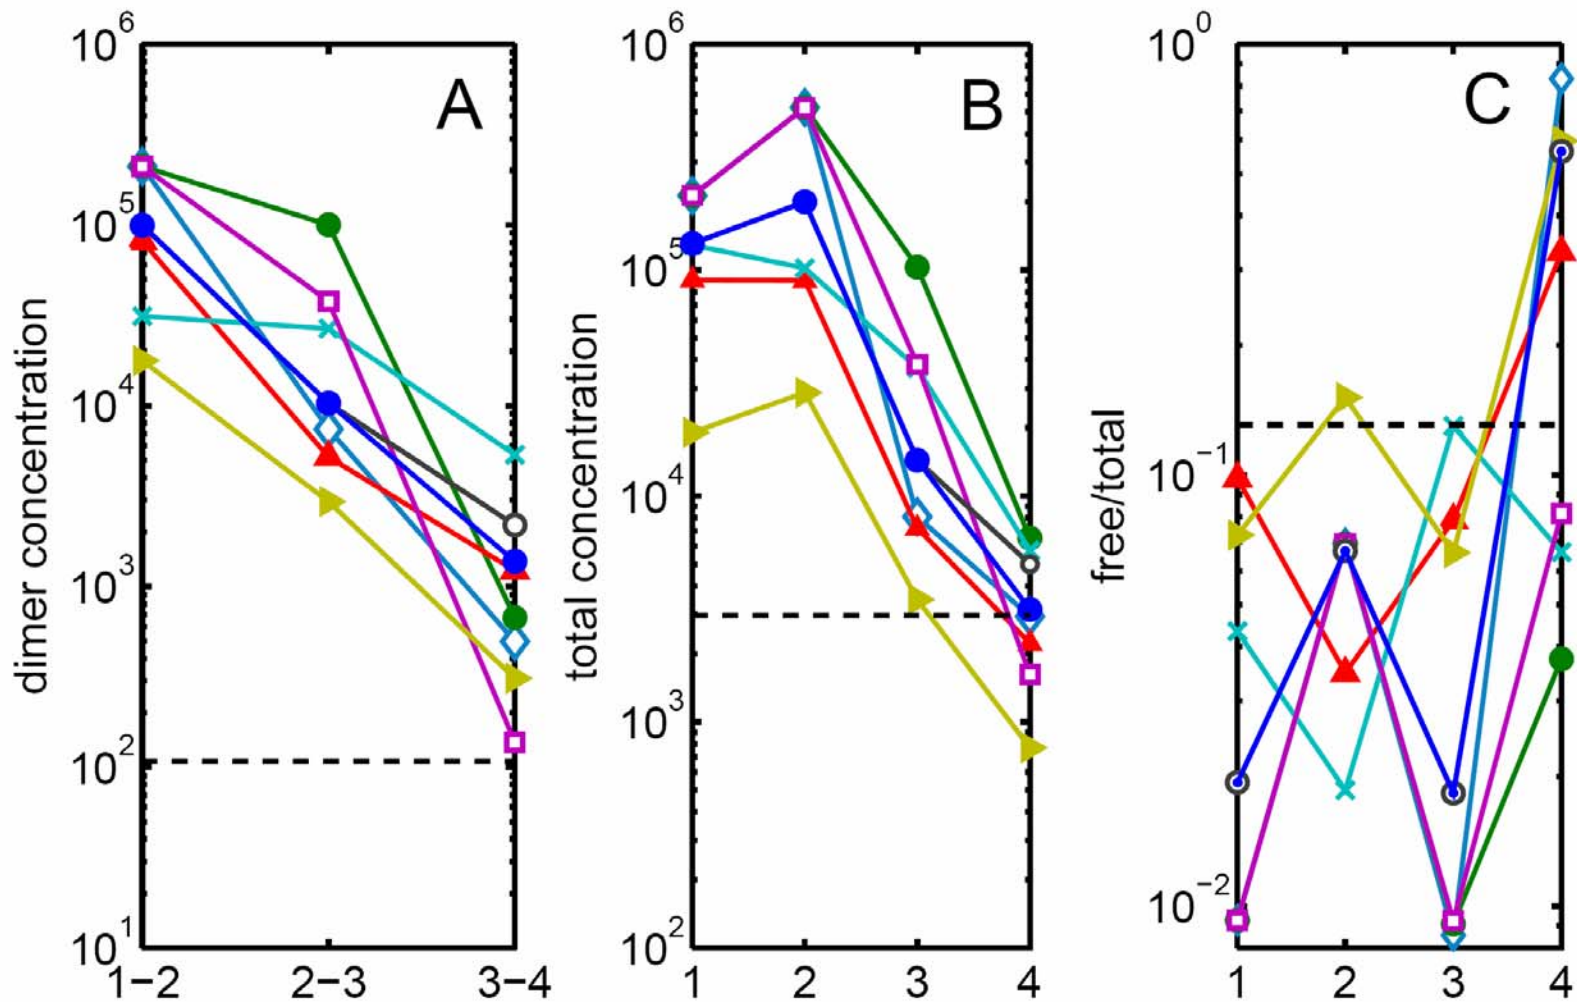 A
dimer concentration
10^6
10^5
10^4
10^3
10^2
10^1
1−2 2−3 3−4
B
total concentration
10^6
10^5
10^4
10^3
10^2
1 2 3 4
C
free/total
10^0
10^−1
10^−2
1 2 3 4